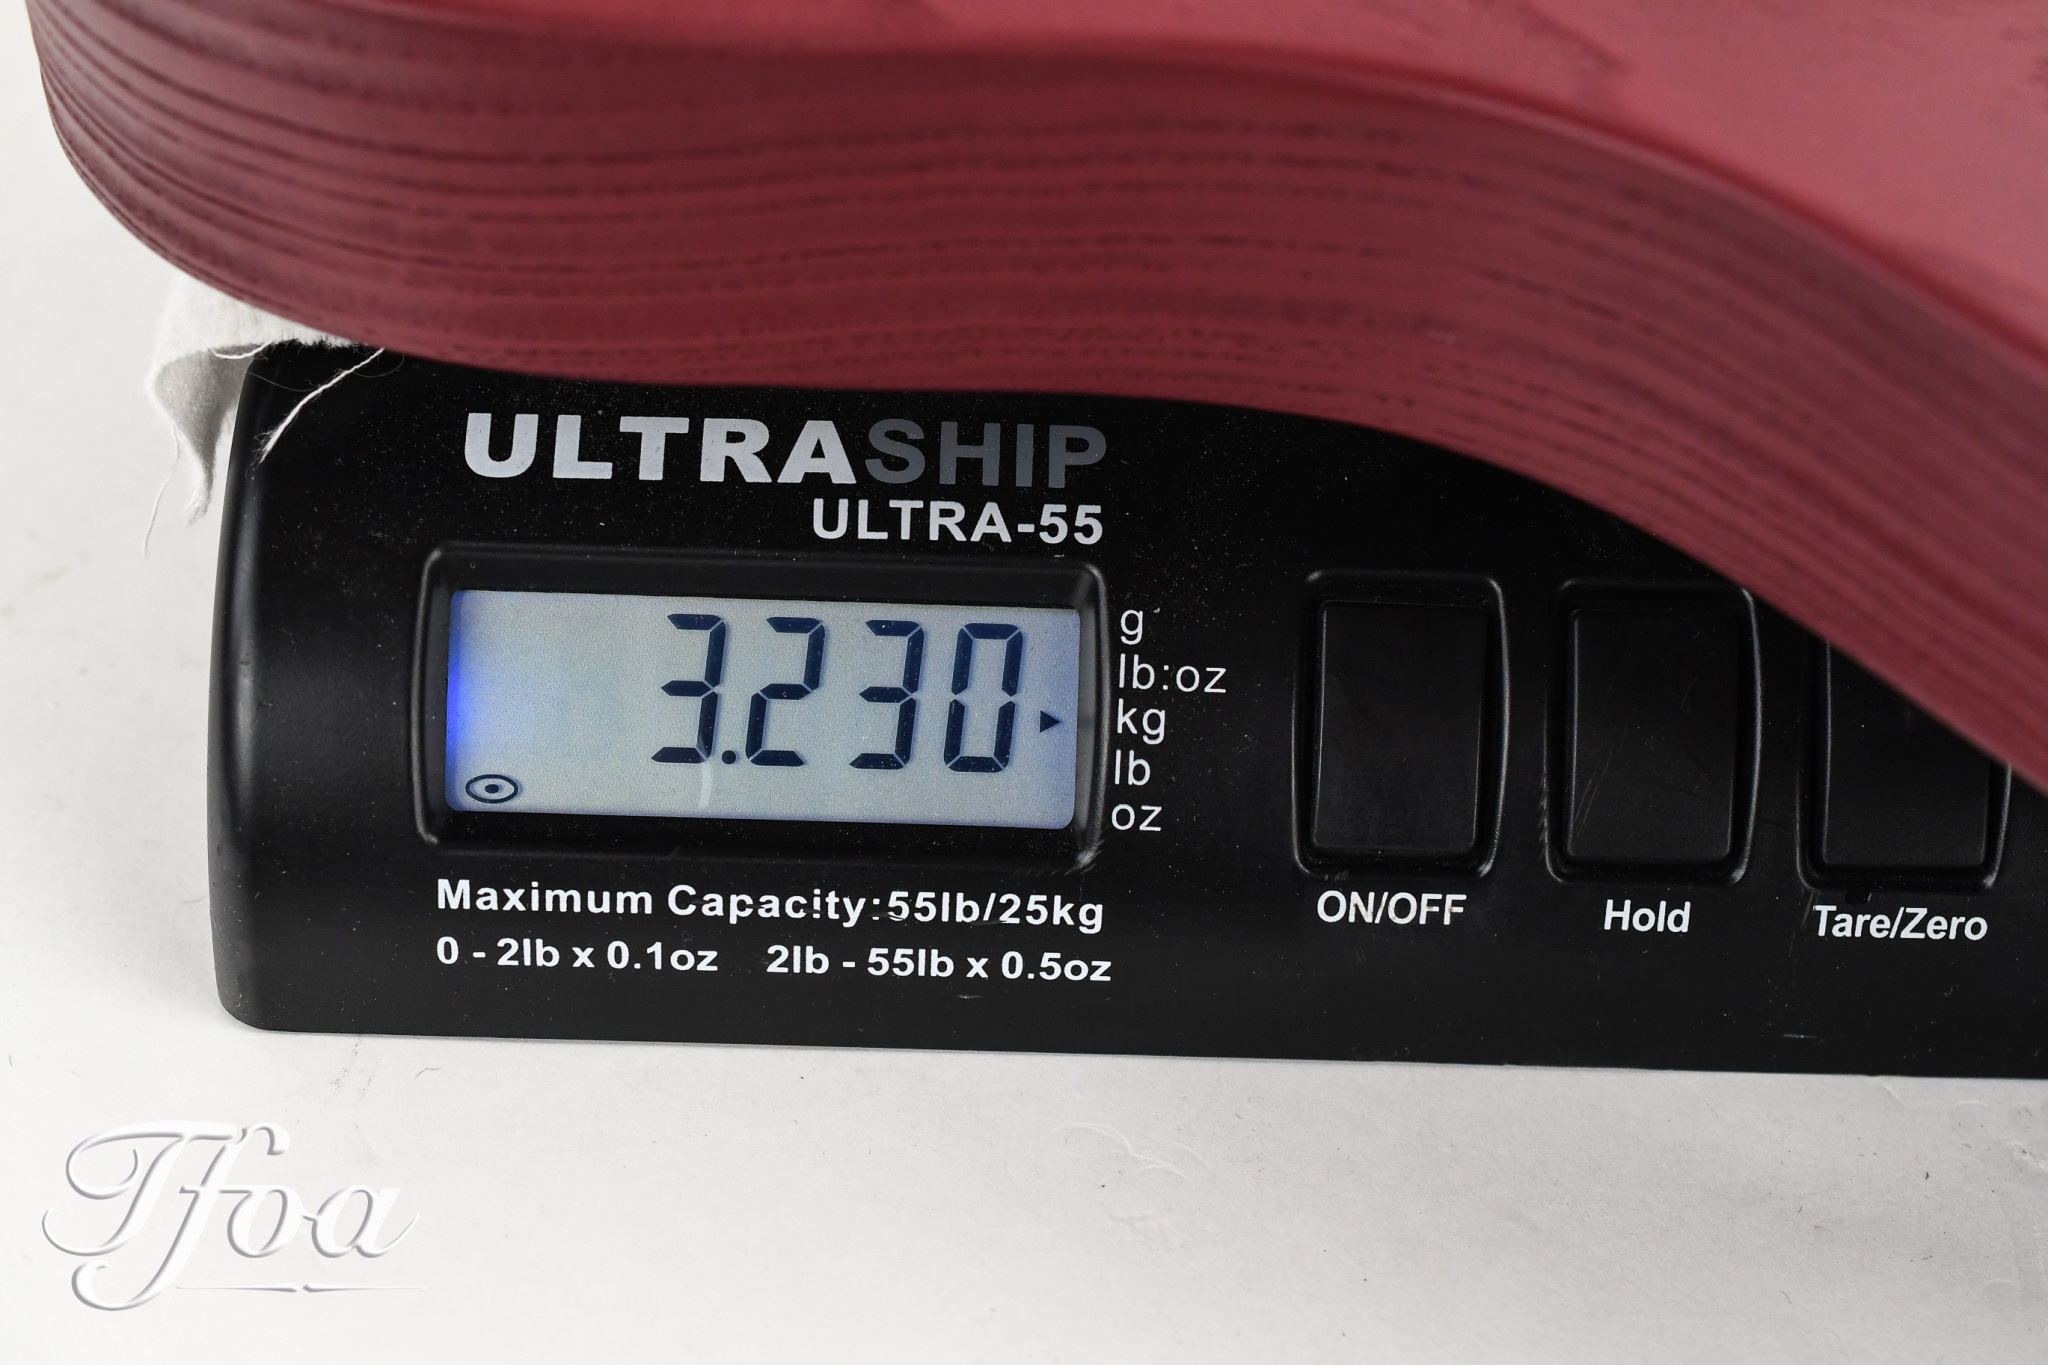 ULTRASHIP
ULTRA-55
3.230
g
lb:oz
kg
lb
oz
Maximum Capacity:55lb/25kg
0 - 2lb x 0.1oz 2lb - 55lb x 0.5oz
ON/OFF
Hold
Tare/Zero
Tfoa